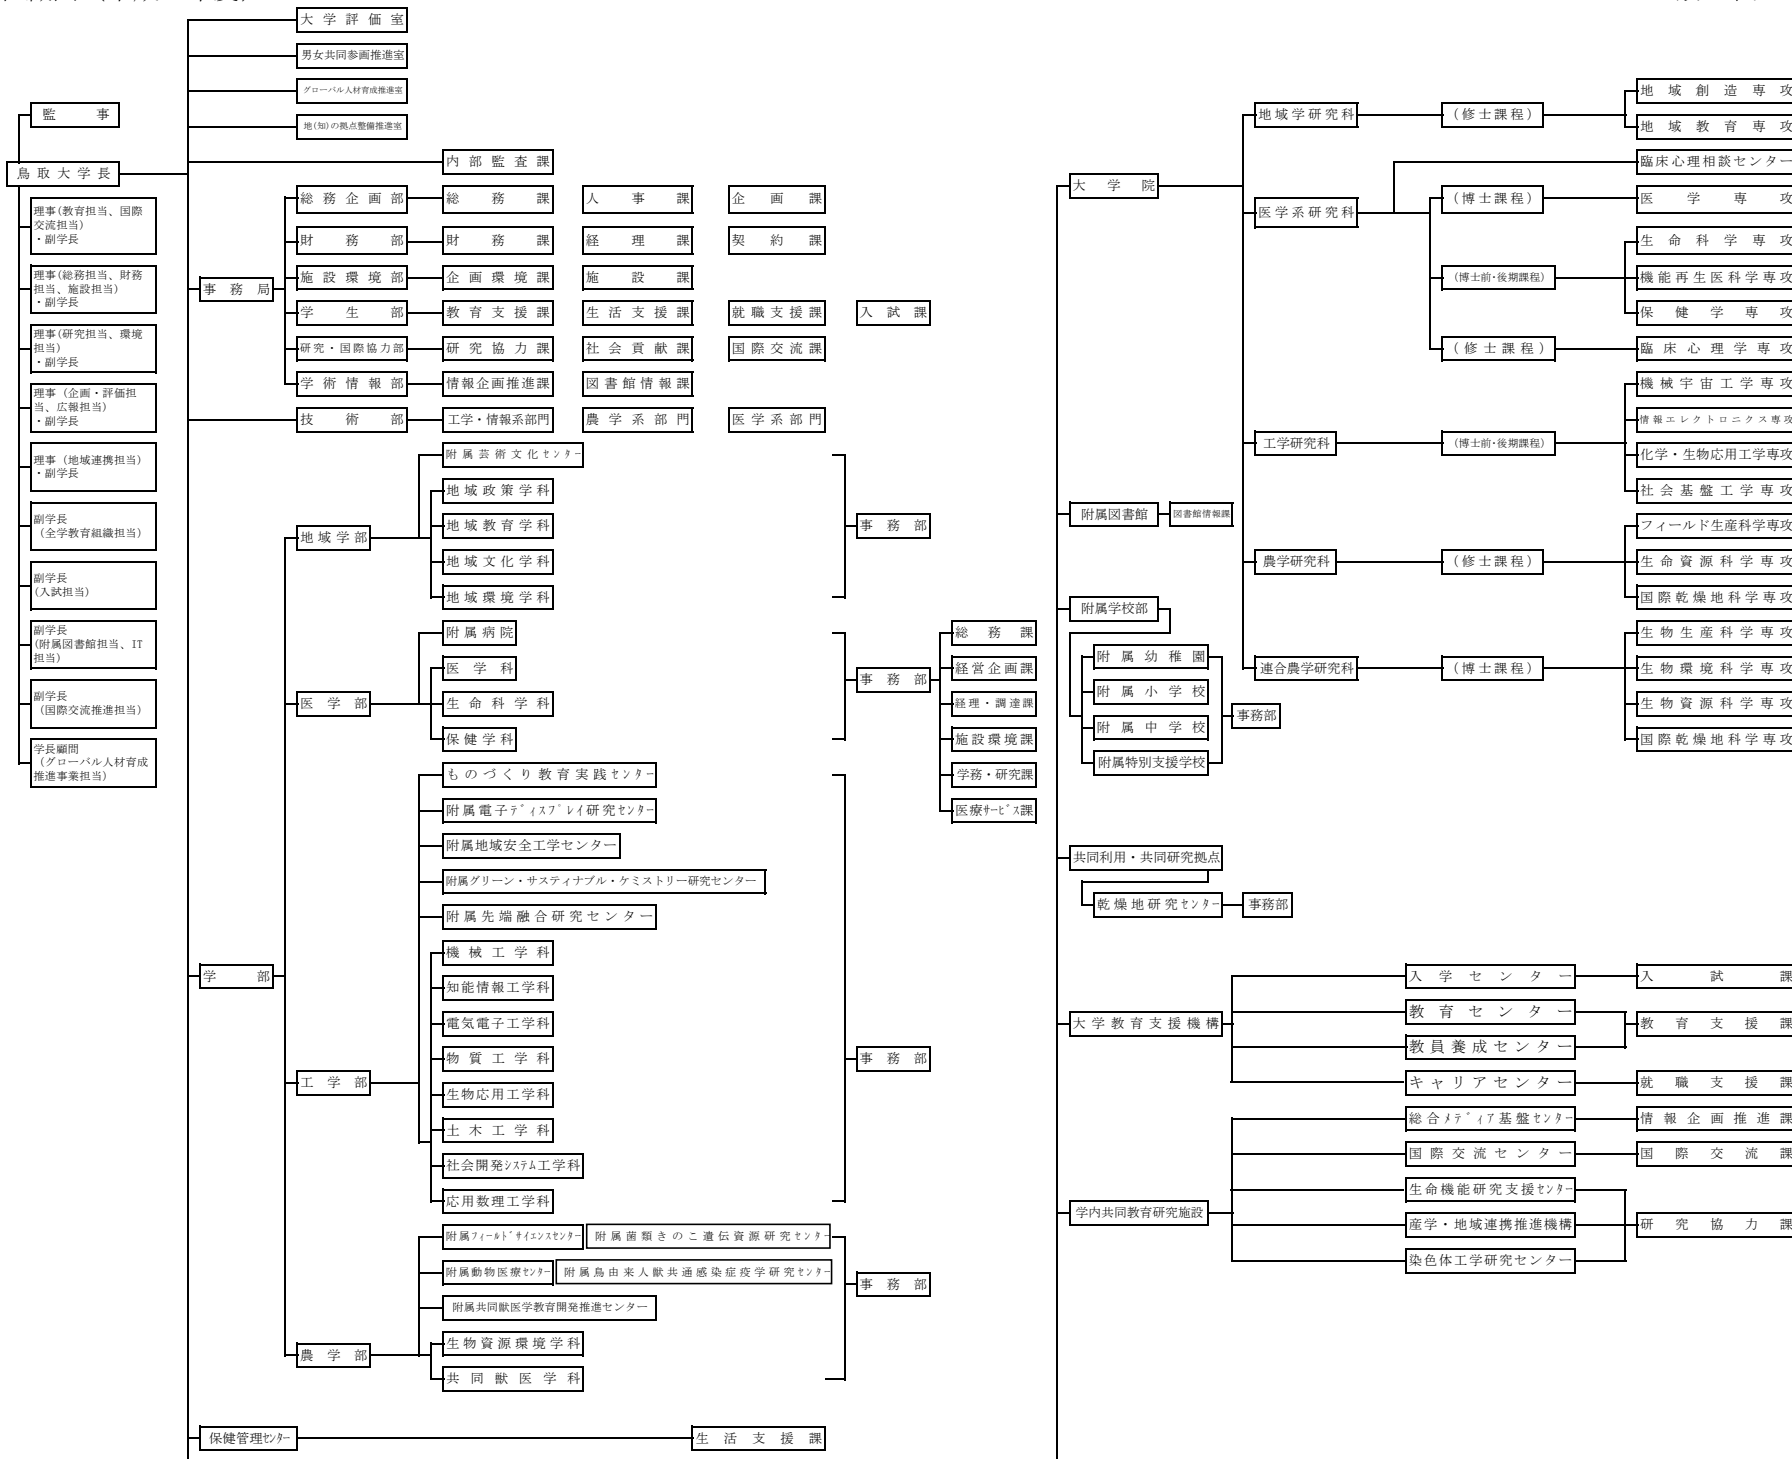 大学評価室
男女共同参画推進室
グローバル人材育成推進室
地(知)の拠点整備推進室
監事
鳥取大学長
理事(教育担当、国際
交流担当)
・副学長
理事(総務担当、財務
担当、施設担当)
・副学長
理事(研究担当、環境
担当)
・副学長
理事（企画・評価担
当、広報担当）
・副学長
理事（地域連携担当）
・副学長
副学長
（全学教育組織担当）
副学長
(入試担当)
副学長
(附属図書館担当、IT
担当)
副学長
（国際交流推進担当）
学長顧問
（グローバル人材育成
推進事業担当）
内部監査課
事務局
総務企画部
総務課
人事課
企画課
財務部
財務課
経理課
契約課
施設環境部
企画環境課
施設課
学生部
教育支援課
生活支援課
就職支援課
入試課
研究・国際協力部
研究協力課
社会貢献課
国際交流課
学術情報部
情報企画推進課
図書館情報課
技術部
工学・情報系部門
農学系部門
医学系部門
学部
地域学部
附属芸術文化センター
地域政策学科
地域教育学科
地域文化学科
地域環境学科
事務部
医学部
附属病院
医学科
生命科学科
保健学科
事務部
総務課
経営企画課
経理・調達課
施設環境課
学務・研究課
医療サービス課
工学部
ものづくり教育実践センター
附属電子ディスプレイ研究センター
附属地域安全工学センター
附属グリーン・サスティナブル・ケミストリー研究センター
附属先端融合研究センター
機械工学科
知能情報工学科
電気電子工学科
物質工学科
生物応用工学科
土木工学科
社会開発システム工学科
応用数理工学科
事務部
農学部
附属フィールドサイエンスセンター
附属菌類きのこ遺伝資源研究センター
附属動物医療センター
附属鳥由来人獣共通感染症疫学研究センター
附属共同獣医学教育開発推進センター
生物資源環境学科
共同獣医学科
事務部
保健管理センター
生活支援課
大学院
地域学研究科
(修士課程)
地域創造専攻
地域教育専攻
医学系研究科
臨床心理相談センター
(博士課程)
医学専攻
(博士前・後期課程)
生命科学専攻
機能再生医科学専攻
保健学専攻
(修士課程)
臨床心理学専攻
工学研究科
(博士前・後期課程)
機械宇宙工学専攻
情報エレクトロニクス専攻
化学・生物応用工学専攻
社会基盤工学専攻
農学研究科
(修士課程)
フィールド生産科学専攻
生命資源科学専攻
国際乾燥地科学専攻
連合農学研究科
(博士課程)
生物生産科学専攻
生物環境科学専攻
生物資源科学専攻
国際乾燥地科学専攻
附属図書館
図書館情報課
附属学校部
附属幼稚園
附属小学校
附属中学校
附属特別支援学校
事務部
共同利用・共同研究拠点
乾燥地研究センター
事務部
大学教育支援機構
入学センター
入試課
教育センター
教員養成センター
教育支援課
キャリアセンター
就職支援課
学内共同教育研究施設
総合メディア基盤センター
情報企画推進課
国際交流センター
国際交流課
生命機能研究支援センター
産学・地域連携推進機構
染色体工学研究センター
研究協力課